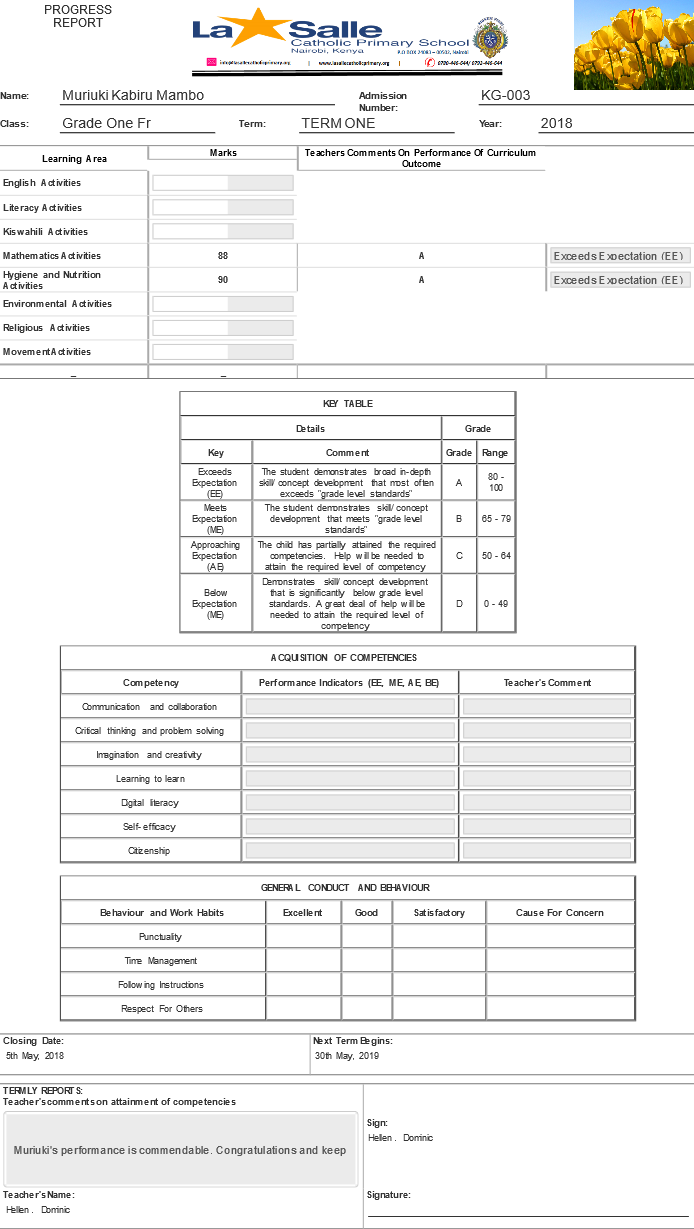 PROGRESS
REPORT
La Salle
Catholic Primary School
Nairobi, Kenya
P.O BOX 24083 – 00502, Nairobi
info@lasallecatholicprimary.org | www.lasallecatholicprimary.org | 0780-446-044/ 0792-446-044
Name: Muriuki Kabiru Mambo Admission Number: KG-003
Class: Grade One Fr Term: TERM ONE Year: 2018
Learning Area Marks Teachers Comments On Performance Of Curriculum Outcome
English Activities
Literacy Activities
Kiswahili Activities
Mathematics Activities 88 A Exceeds Expectation (EE)
Hygiene and Nutrition Activities 90 A Exceeds Expectation (EE)
Environmental Activities
Religious Activities
Movement Activities
– –
KEY TABLE
Details Grade
Key Comment Grade Range
Exceeds Expectation (EE) The student demonstrates broad in-depth skill/ concept development that most often exceeds "grade level standards" A 80 - 100
Meets Expectation (ME) The student demonstrates skill/ concept development that meets "grade level standards" B 65 - 79
Approaching Expectation (AE) The child has partially attained the required competencies. Help will be needed to attain the required level of competency C 50 - 64
Below Expectation (ME) Demonstrates skill/ concept development that is significantly below grade level standards. A great deal of help will be needed to attain the required level of competency D 0 - 49
ACQUISITION OF COMPETENCIES
Competency Performance Indicators (EE, ME, AE, BE) Teacher's Comment
Communication and collaboration
Critical thinking and problem solving
Imagination and creativity
Learning to learn
Digital literacy
Self- efficacy
Citizenship
GENERAL CONDUCT AND BEHAVIOUR
Behaviour and Work Habits Excellent Good Satisfactory Cause For Concern
Punctuality
Time Management
Following Instructions
Respect For Others
Closing Date: Next Term Begins:
5th May, 2018 30th May, 2019
TERMLY REPORTS:
Teacher's comments on attainment of competencies
Muriuki's performance is commendable. Congratulations and keep
Sign:
Hellen . Dominic
Teacher's Name: Signature:
Hellen . Dominic